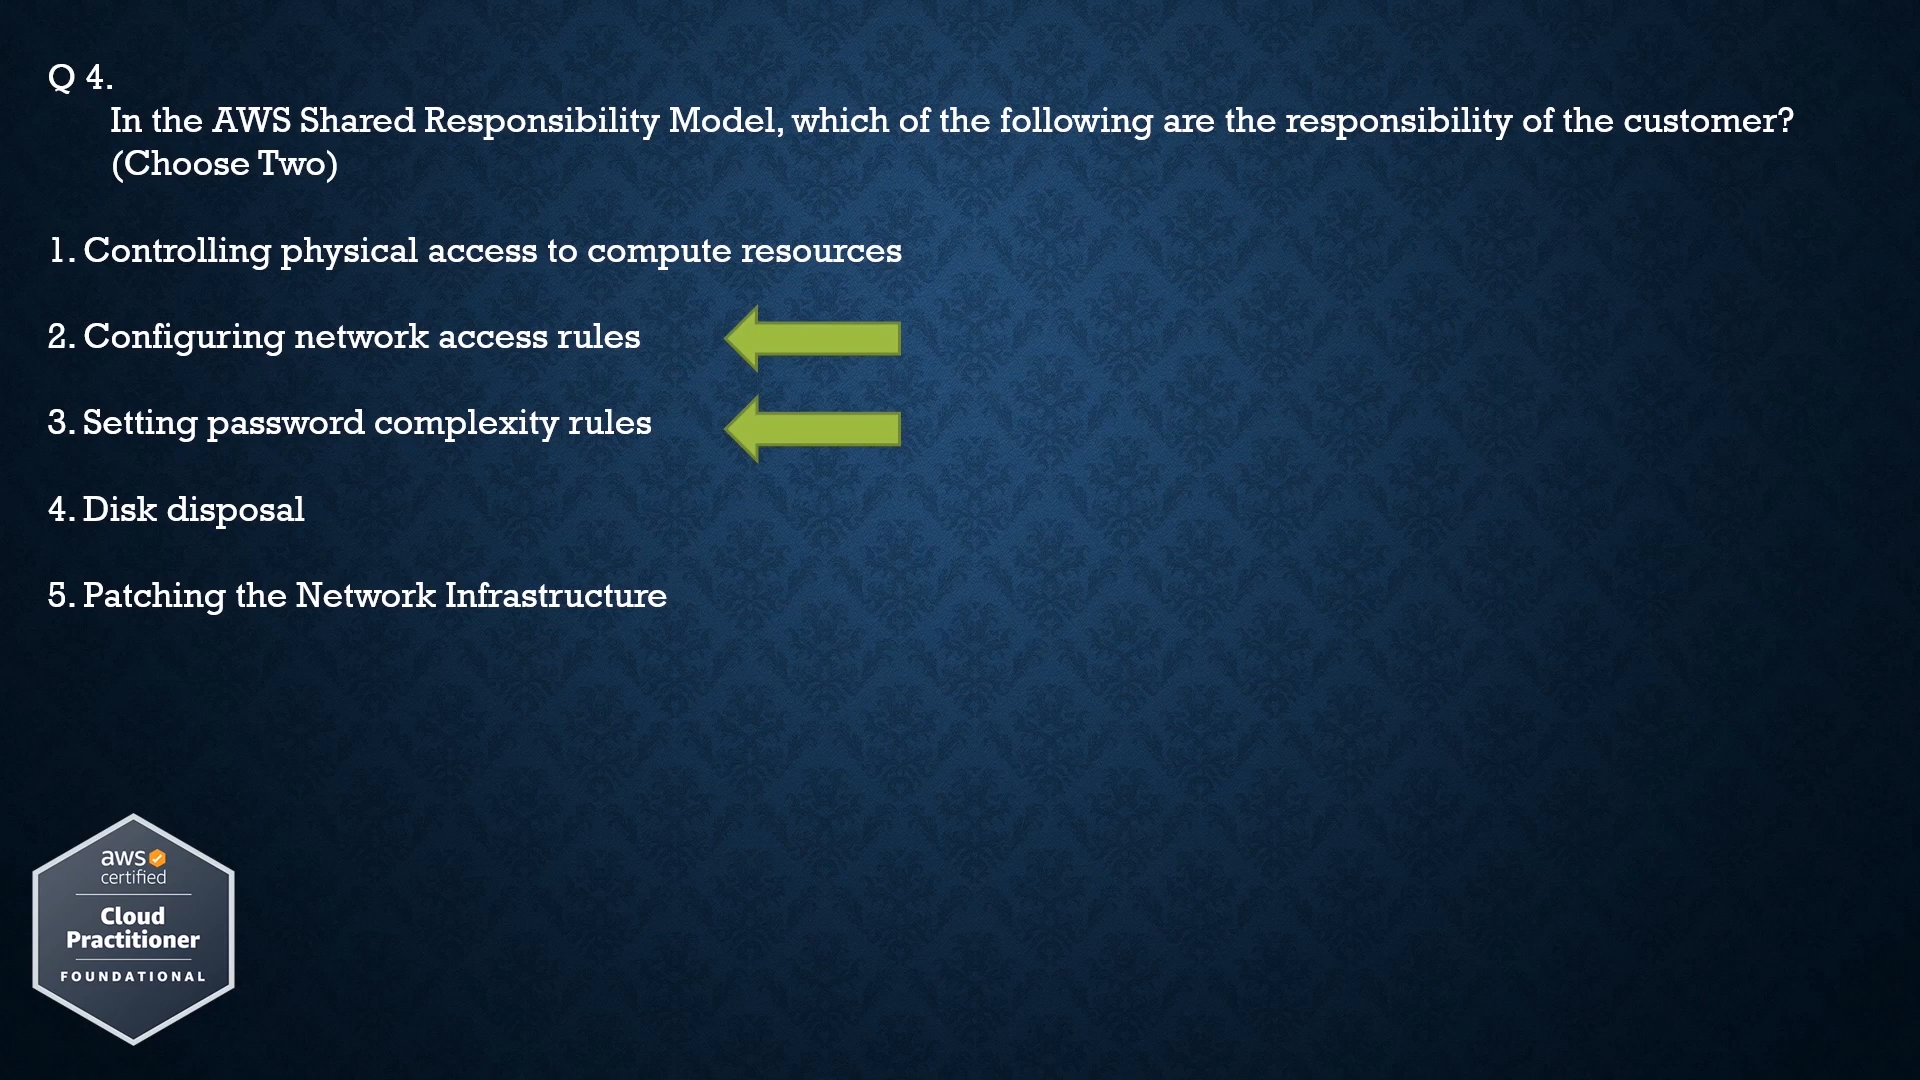 Q 4.
In the AWS Shared Responsibility Model, which of the following are the responsibility of the customer?
(Choose Two)
1. Controlling physical access to compute resources
2. Configuring network access rules
3. Setting password complexity rules
4. Disk disposal
5. Patching the Network Infrastructure
aws
certified
Cloud
Practitioner
FOUNDATIONAL